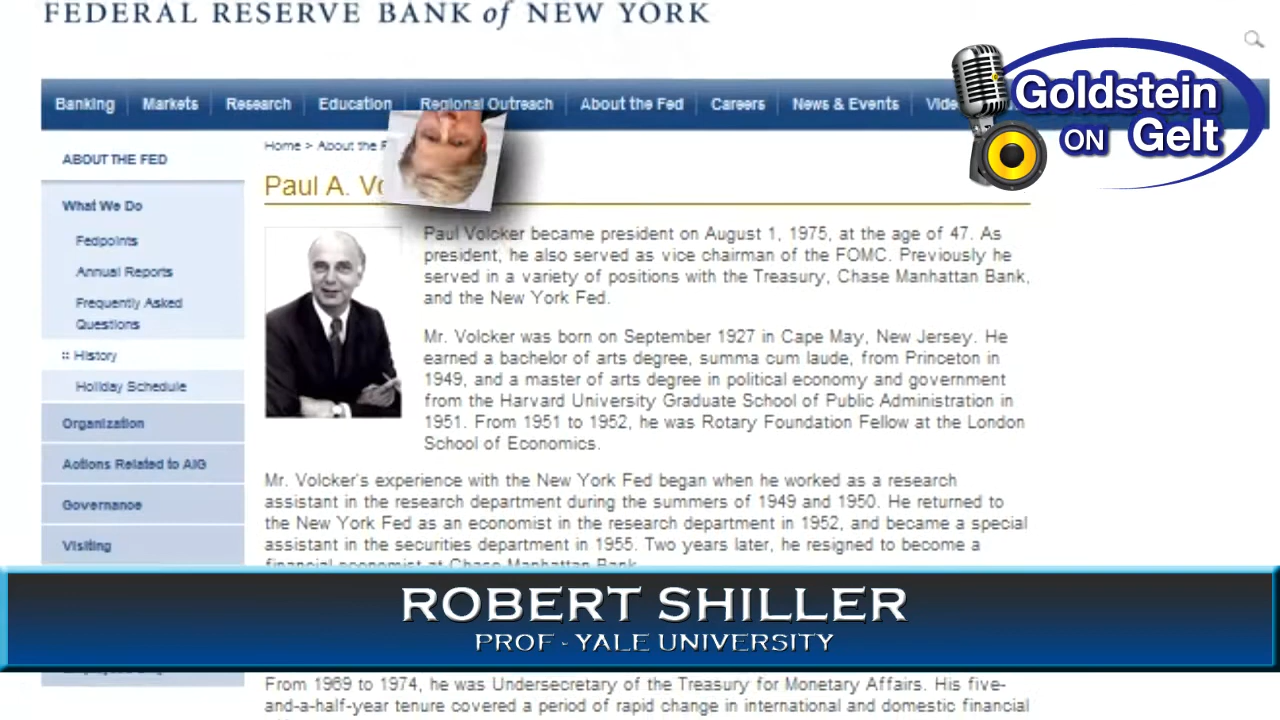 FEDERAL RESERVE BANK of NEW YORK
Goldstein
ON Gelt
Banking Markets Research Education Regional Outreach About the Fed Careers News & Events
Home > About the
ABOUT THE FED
What We Do
Fedpoints
Annual Reports
Frequently Asked
Questions
:: History
Holiday Schedule
Organization
Actions Related to AIG
Governance
Visiting
Paul A.
Paul Volcker became president on August 1, 1975, at the age of 47. As
president, he also served as vice chairman of the FOMC. Previously he
served in a variety of positions with the Treasury, Chase Manhattan Bank,
and the New York Fed.
Mr. Volcker was born on September 1927 in Cape May, New Jersey. He
earned a bachelor of arts degree, summa cum laude, from Princeton in
1949, and a master of arts degree in political economy and government
from the Harvard University Graduate School of Public Administration in
1951. From 1951 to 1952, he was Rotary Foundation Fellow at the London
School of Economics.
Mr. Volcker's experience with the New York Fed began when he worked as a research
assistant in the research department during the summers of 1949 and 1950. He returned to
the New York Fed as an economist in the research department in 1952, and became a special
assistant in the securities department in 1955. Two years later, he resigned to become a
financial economist at Chase Manhattan Bank.
ROBERT SHILLER
PROF - YALE UNIVERSITY
From 1969 to 1974, he was Undersecretary of the Treasury for Monetary Affairs. His five-
and-a-half-year tenure covered a period of rapid change in international and domestic financial